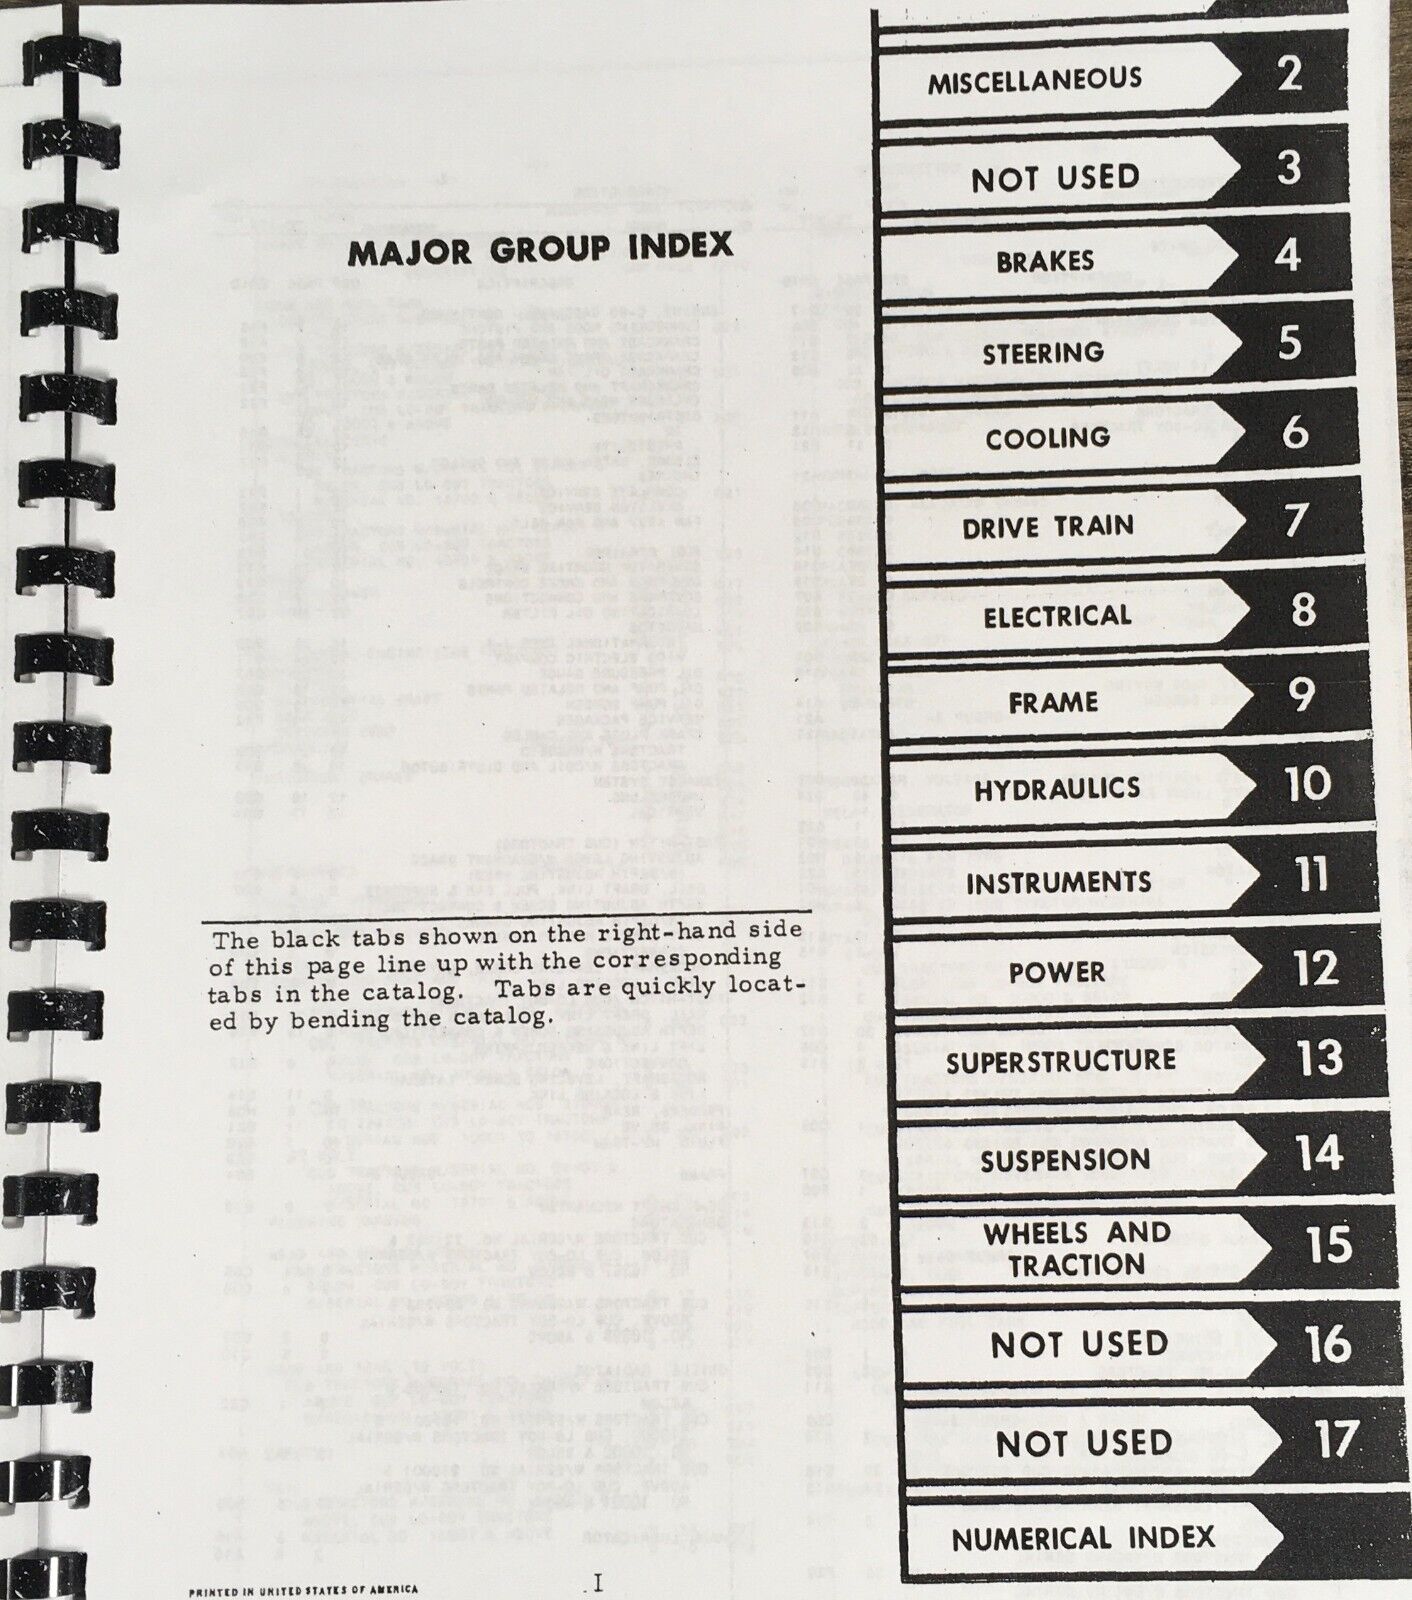 MAJOR GROUP INDEX
The black tabs shown on the right-hand side
of this page line up with the corresponding
tabs in the catalog. Tabs are quickly locat-
ed by bending the catalog.
MISCELLANEOUS 2
NOT USED 3
BRAKES 4
STEERING 5
COOLING 6
DRIVE TRAIN 7
ELECTRICAL 8
FRAME 9
HYDRAULICS 10
INSTRUMENTS 11
POWER 12
SUPERSTRUCTURE 13
SUSPENSION 14
WHEELS AND
TRACTION 15
NOT USED 16
NOT USED 17
NUMERICAL INDEX
PRINTED IN UNITED STATES OF AMERICA
I